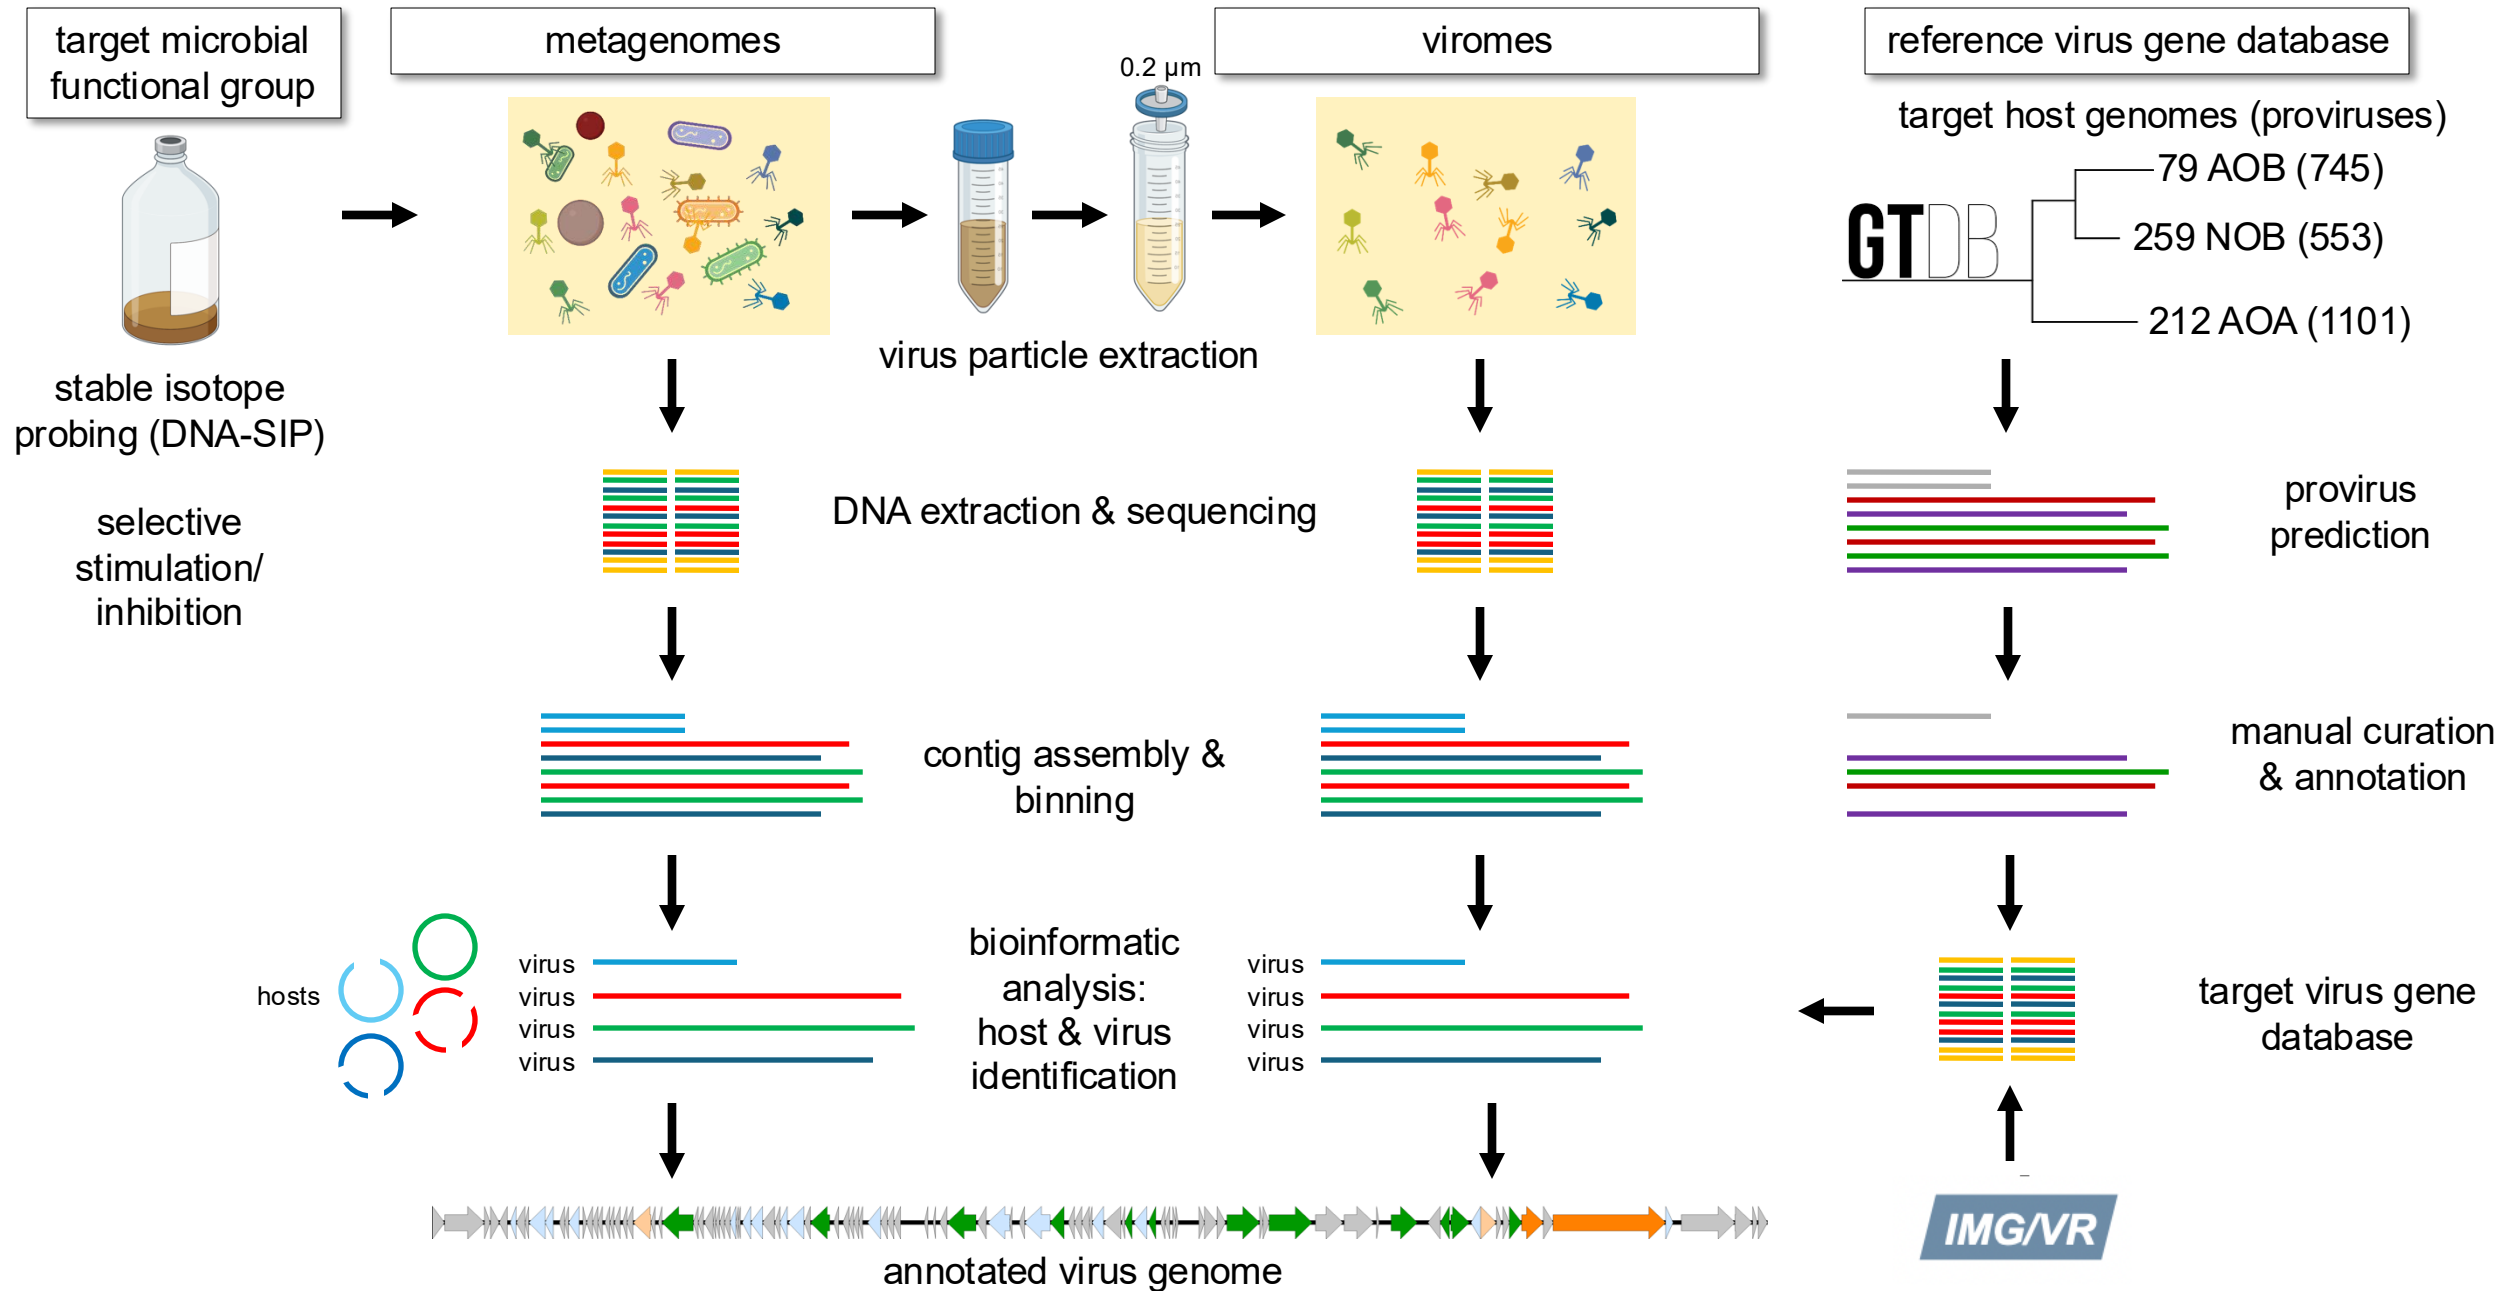 target microbial
functional group
metagenomes
viromes
reference virus gene database
0.2 µm
target host genomes (proviruses)
79 AOB (745)
GTDB
259 NOB (553)
212 AOA (1101)
virus particle extraction
stable isotope
probing (DNA-SIP)
selective
stimulation/
inhibition
DNA extraction & sequencing
provirus
prediction
contig assembly &
binning
manual curation
& annotation
hosts
virus
virus
virus
virus
bioinformatic
analysis:
host & virus
identification
virus
virus
virus
virus
target virus gene
database
annotated virus genome
IMG/VR